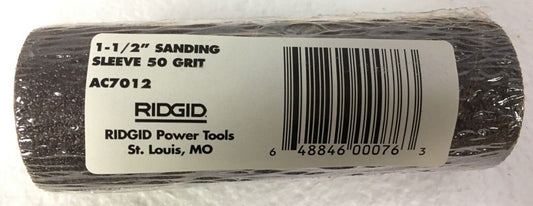 1-1/2" SANDING
SLEEVE 50 GRIT
AC7012
RIDGID
RIDGID Power Tools
St. Louis, MO
6 48846 00076 3